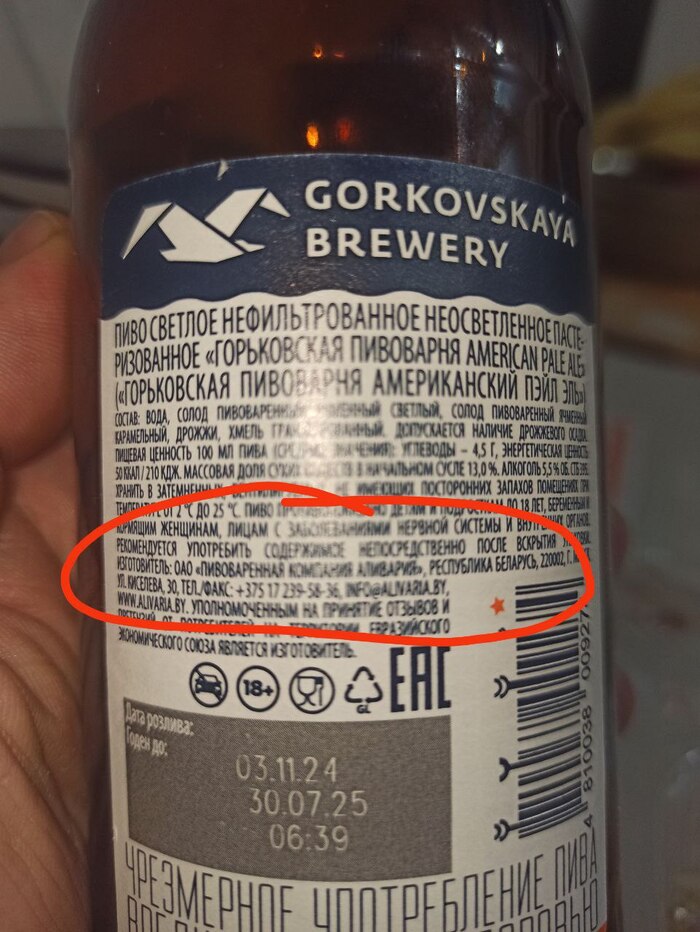 GORKOVSKAYA
BREWERY
ПИВО СВЕТЛОЕ НЕФИЛЬТРОВАННОЕ НЕОСВЕТЛЕННОЕ ПАСТЕ-
РИЗОВАННОЕ «ГОРЬКОВСКАЯ ПИВОВАРНЯ AMERICAN PALE ALE»
(«ГОРЬКОВСКАЯ ПИВОВАРНЯ АМЕРИКАНСКИЙ ПЭЙЛ ЭЛЬ»)
СОСТАВ: ВОДА, СОЛОД ПИВОВАРЕННЫЙ ЯЧМЕННЫЙ СВЕТЛЫЙ, СОЛОД ПИВОВАРЕННЫЙ ЯЧМЕННЫЙ
КАРАМЕЛЬНЫЙ, ДРОЖЖИ, ХМЕЛЬ ГРАНУЛИРОВАННЫЙ. ДОПУСКАЕТСЯ НАЛИЧИЕ ДРОЖЖЕВОГО ОСАДКА.
ПИЩЕВАЯ ЦЕННОСТЬ 100 МЛ ПИВА (СРЕДНИЕ ЗНАЧЕНИЯ): УГЛЕВОДЫ – 4,5 Г, ЭНЕРГЕТИЧЕСКАЯ ЦЕННОСТЬ
50 ККАЛ/210 КДЖ. МАССОВАЯ ДОЛЯ СУХИХ ВЕЩЕСТВ В НАЧАЛЬНОМ СУСЛЕ 13,0 %. АЛКОГОЛЬ 5,5 % ОБ. СТБ 395.
ХРАНИТЬ В ЗАТЕМНЕННЫХ, НЕ ИМЕЮЩИХ ПОСТОРОННИХ ЗАПАХОВ ПОМЕЩЕНИЯХ ПРИ
ТЕМПЕРАТУРЕ ОТ 2 °C ДО 25 °C. ПИВО ПРОТИВОПОКАЗАНО ДЕТЯМ И ПОДРОСТКАМ ДО 18 ЛЕТ, БЕРЕМЕННЫМ И
КОРМЯЩИМ ЖЕНЩИНАМ, ЛИЦАМ С ЗАБОЛЕВАНИЯМИ НЕРВНОЙ СИСТЕМЫ И ВНУТРЕННИХ ОРГАНОВ.
РЕКОМЕНДУЕТСЯ УПОТРЕБИТЬ СОДЕРЖИМОЕ НЕПОСРЕДСТВЕННО ПОСЛЕ ВСКРЫТИЯ УПАКОВКИ.
ИЗГОТОВИТЕЛЬ: ОАО «ПИВОВАРЕННАЯ КОМПАНИЯ АЛИВАРИЯ», РЕСПУБЛИКА БЕЛАРУСЬ, 220002, Г.
УЛ. КИСЕЛЕВА, 30, ТЕЛ./ФАКС: +375 17 239-58-36, INFO@ALIVARIA.BY,
WWW.ALIVARIA.BY. УПОЛНОМОЧЕННЫМ НА ПРИНЯТИЕ ОТЗЫВОВ И
ПРЕТЕНЗИЙ ОТ ПОТРЕБИТЕЛЕЙ НА ТЕРРИТОРИИ ЕВРАЗИЙСКОГО
ЭКОНОМИЧЕСКОГО СОЮЗА ЯВЛЯЕТСЯ ИЗГОТОВИТЕЛЬ.
18+
GL
EAC
Дата розлива:
Годен до:
03.11.24
30.07.25
06:39
4 810038 00927
ЧРЕЗМЕРНОЕ УПОТРЕБЛЕНИЕ ПИВА